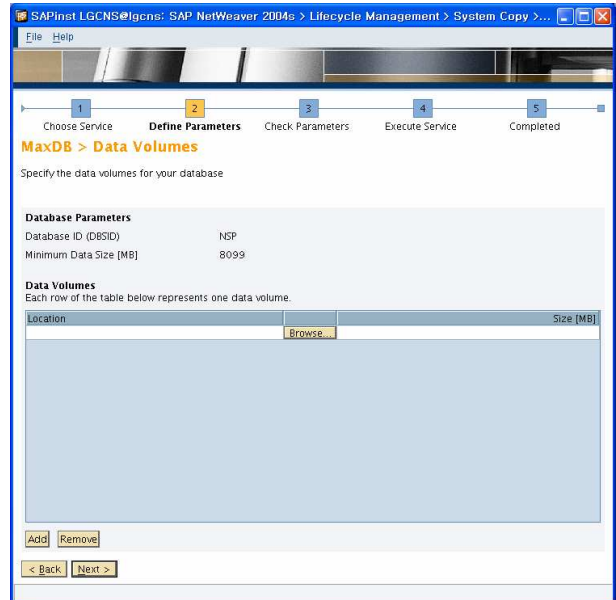 SAPinst LGCNS@lgcns: SAP NetWeaver 2004s > Lifecycle Management > System Copy >...
File Help
1 2 3 4 5
Choose Service Define Parameters Check Parameters Execute Service Completed
MaxDB > Data Volumes
Specify the data volumes for your database
Database Parameters
Database ID (DBSID) NSP
Minimum Data Size [MB] 8099
Data Volumes
Each row of the table below represents one data volume.
Location Size [MB]
Browse...
Add Remove
< Back Next >